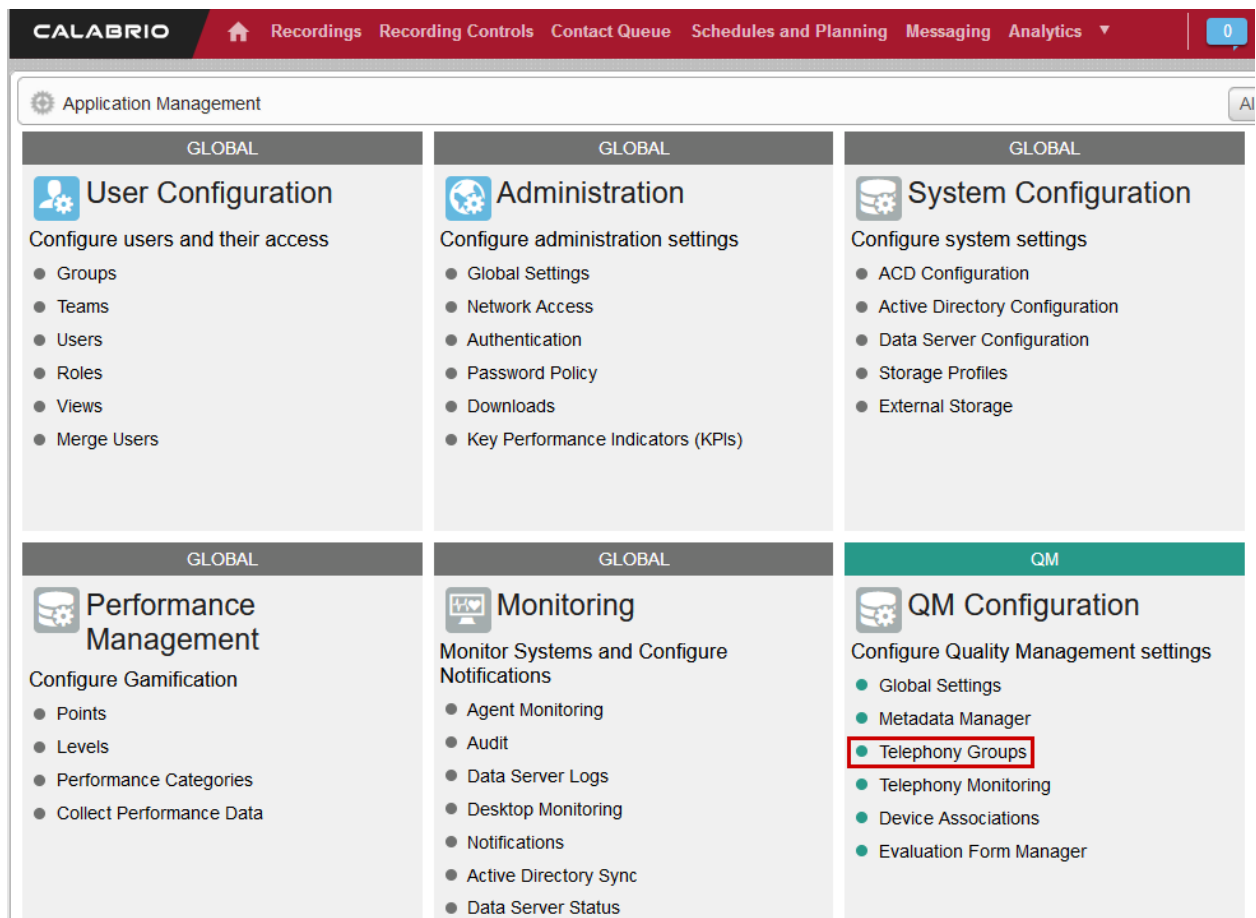 CALABRIO Recordings Recording Controls Contact Queue Schedules and Planning Messaging Analytics 0
Application Management
GLOBAL
User Configuration
Configure users and their access
Groups
Teams
Users
Roles
Views
Merge Users
GLOBAL
Administration
Configure administration settings
Global Settings
Network Access
Authentication
Password Policy
Downloads
Key Performance Indicators (KPIs)
GLOBAL
System Configuration
Configure system settings
ACD Configuration
Active Directory Configuration
Data Server Configuration
Storage Profiles
External Storage
GLOBAL
Performance
Management
Configure Gamification
Points
Levels
Performance Categories
Collect Performance Data
GLOBAL
Monitoring
Monitor Systems and Configure
Notifications
Agent Monitoring
Audit
Data Server Logs
Desktop Monitoring
Notifications
Active Directory Sync
Data Server Status
QM
QM Configuration
Configure Quality Management settings
Global Settings
Metadata Manager
Telephony Groups
Telephony Monitoring
Device Associations
Evaluation Form Manager